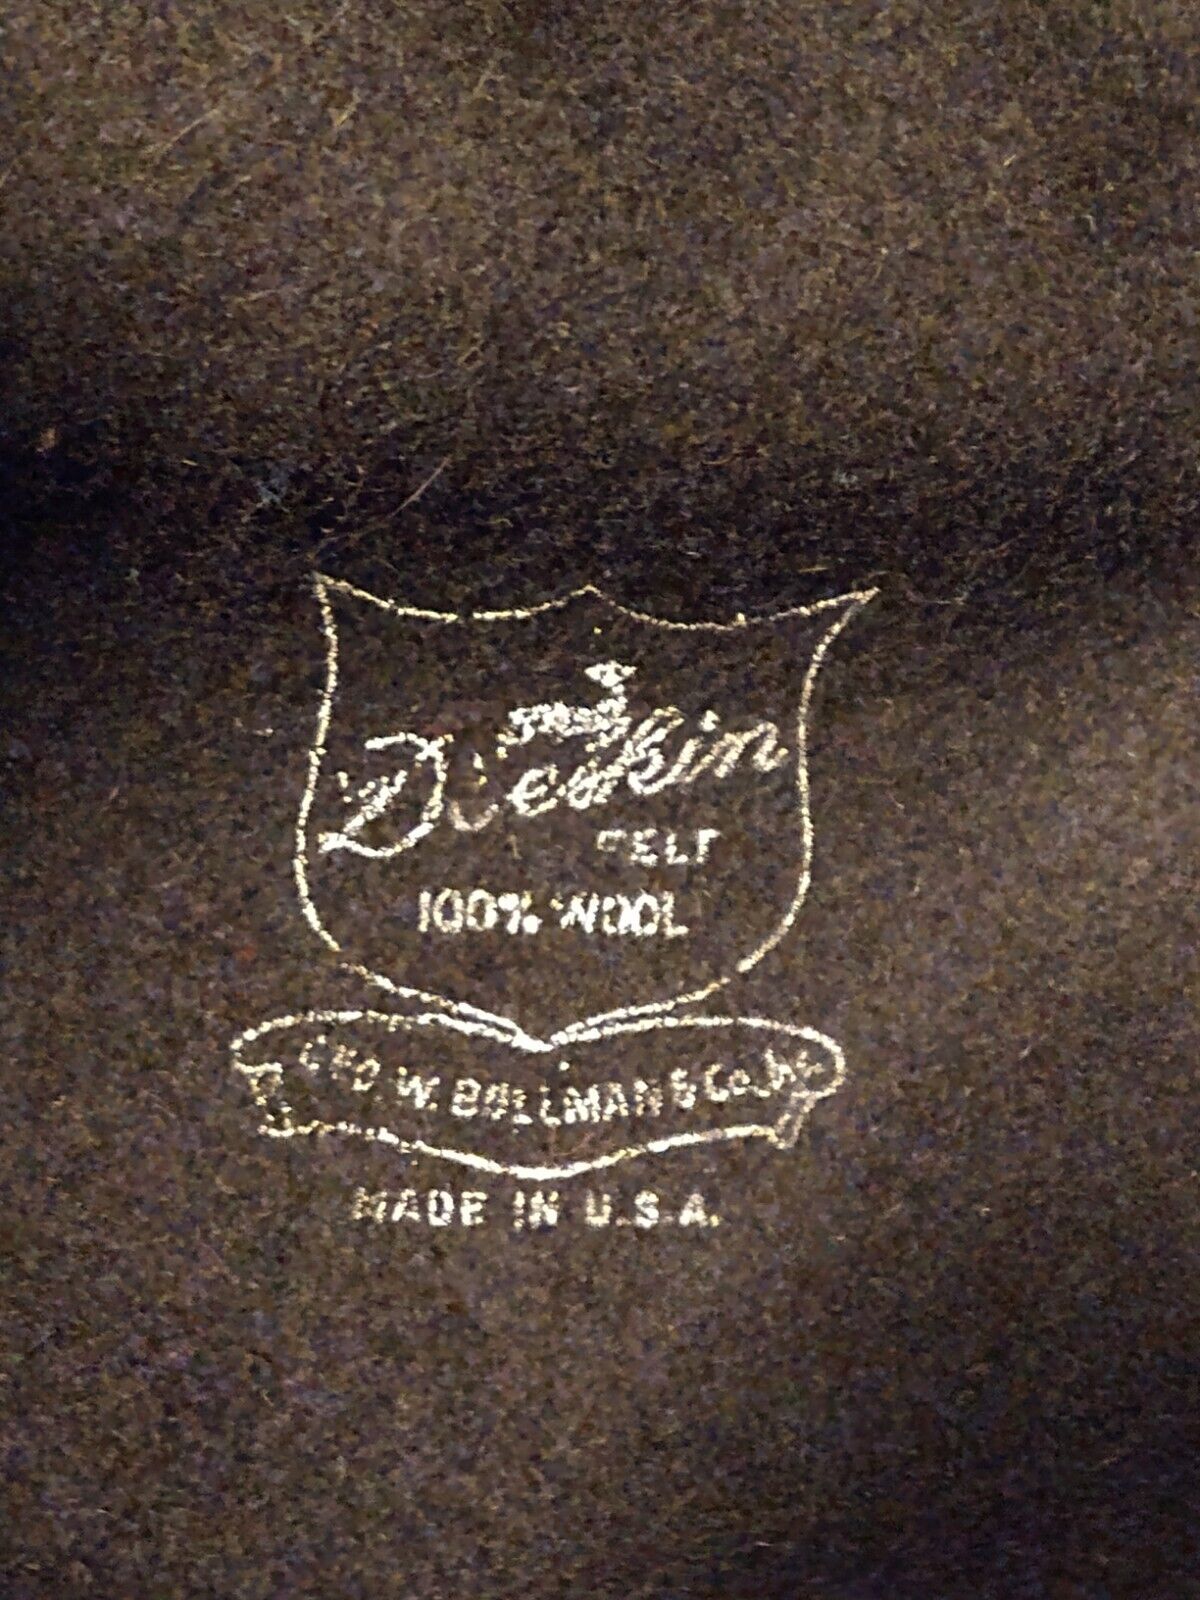 Doeskin
FELT
100% WOOL
GEO. W. BOLLMAN & Co., Inc.
MADE IN U.S.A.